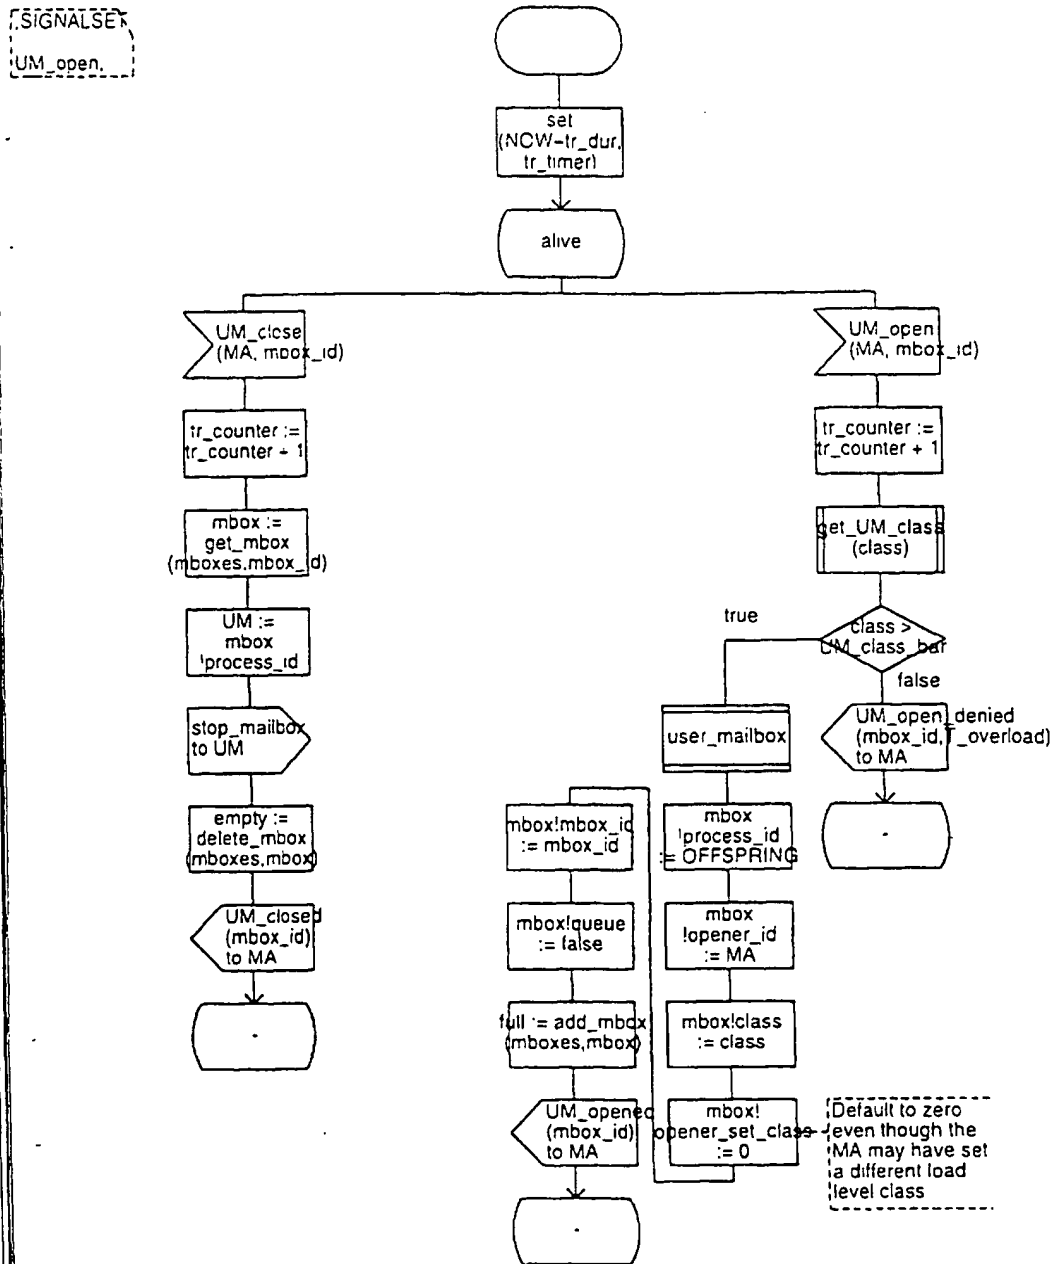 ,SIGNALSET
UM_open,
set
(NOW-tr_dur,
tr_timer)
alive
UM_close
(MA, mbox_id)
tr_counter :=
tr_counter + 1
mbox :=
get_mbox
(mboxes,mbox_id)
UM :=
mbox
!process_id
stop_mailbox
to UM
empty :=
delete_mbox
(mboxes,mbox)
UM_closed
(mbox_id)
to MA
-
UM_open
(MA, mbox_id)
tr_counter :=
tr_counter + 1
get_UM_class
(class)
class >
UM_class_bar
true
false
UM_open_denied
(mbox_id,T_overload)
to MA
-
user_mailbox
mbox
!process_id
:= OFFSPRING
mbox
!opener_id
:= MA
mbox!class
:= class
mbox!
opener_set_class
:= 0
Default to zero
even though the
MA may have set
a different load
level class
mbox!mbox_id
:= mbox_id
mbox!queue
:= false
full := add_mbox
(mboxes,mbox)
UM_opened
(mbox_id)
to MA
-